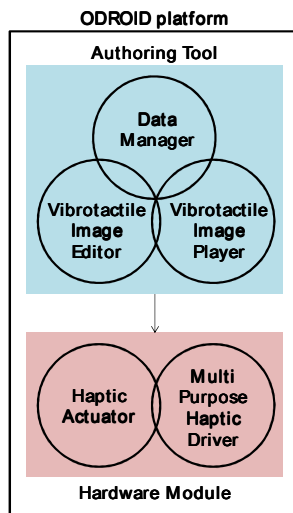 ODROID platform
Authoring Tool
Data
Manager
Vibrotactile
Image
Editor
Vibrotactile
Image
Player
Haptic
Actuator
Multi
Purpose
Haptic
Driver
Hardware Module